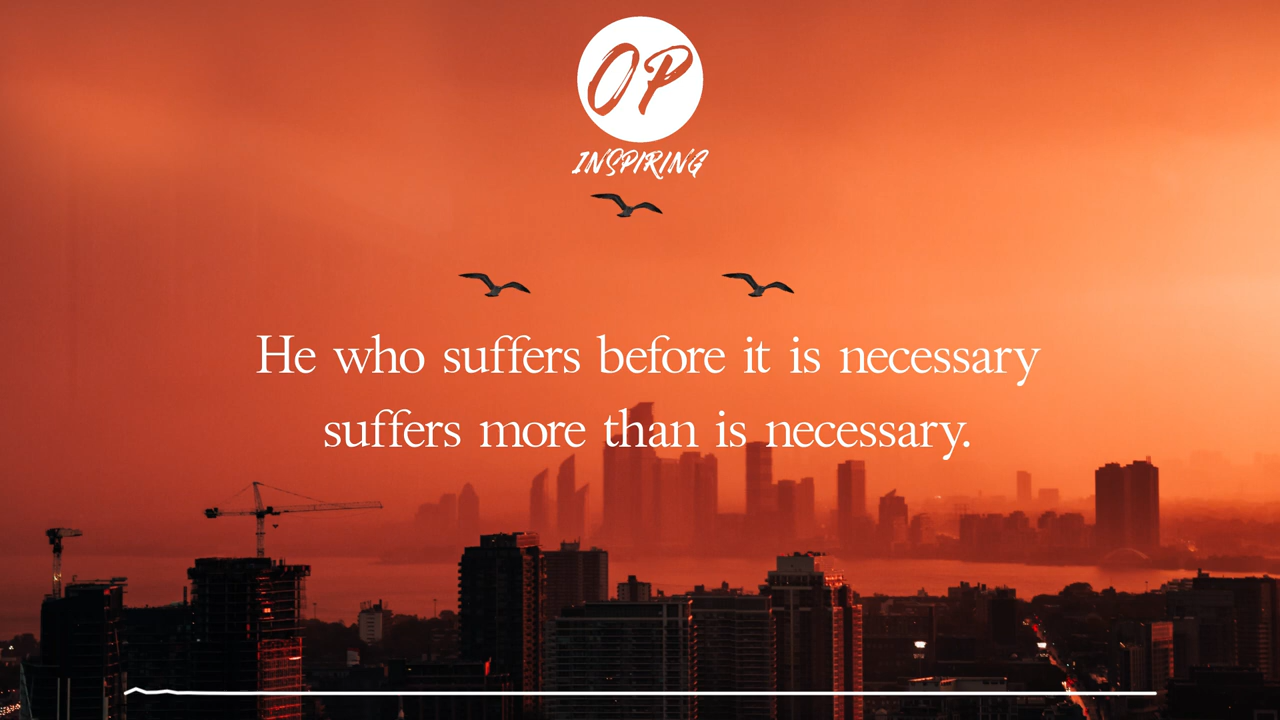 OP
INSPIRING
He who suffers before it is necessary
suffers more than is necessary.